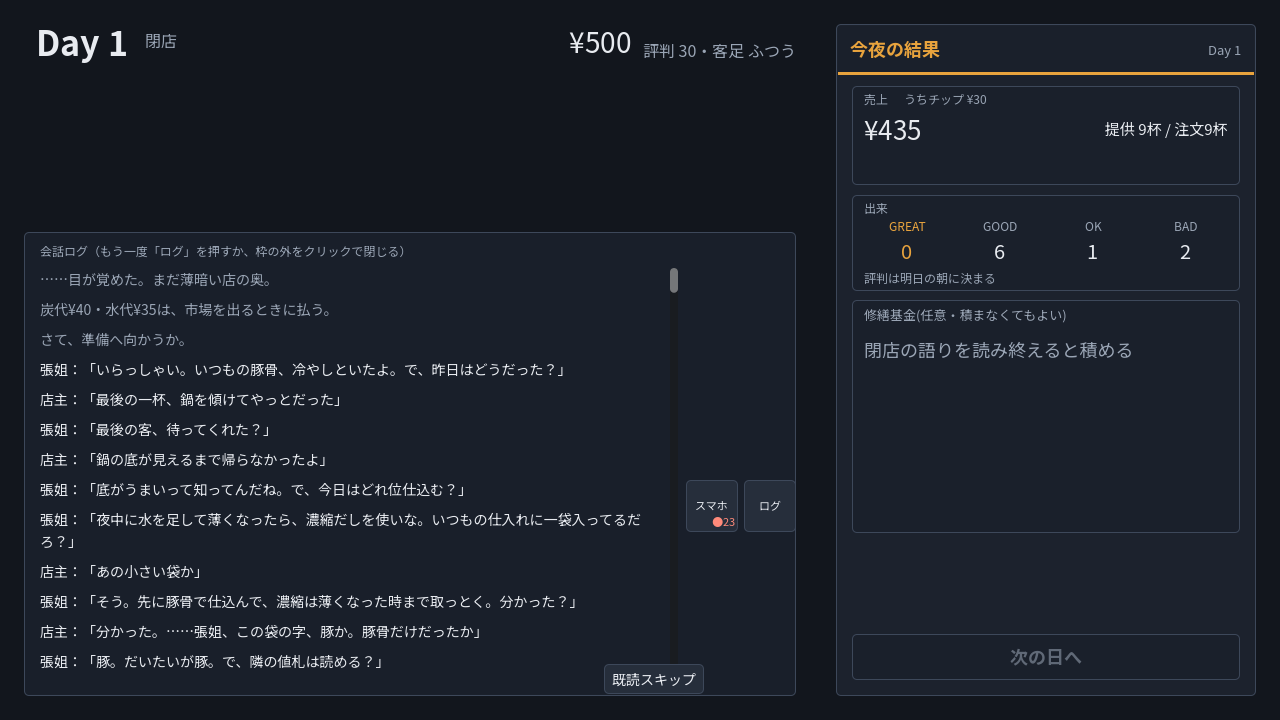 Day 1 閉店
¥500 評判 30・客足 ふつう
会話ログ（もう一度「ログ」を押すか、枠の外をクリックで閉じる）
……目が覚めた。まだ薄暗い店の奥。
炭代¥40・水代¥35は、市場を出るときに払う。
さて、準備へ向かうか。
張姐：「いらっしゃい。いつもの豚骨、冷やしといたよ。で、昨日はどうだった？」
店主：「最後の一杯、鍋を傾けてやっとだった」
張姐：「最後の客、待ってくれた？」
店主：「鍋の底が見えるまで帰らなかったよ」
張姐：「底がうまいって知ってんだね。で、今日はどれ位仕込む？」
張姐：「夜中に水を足して薄くなったら、濃縮だしを使いな。いつもの仕入れに一袋入ってるだ
ろ？」
店主：「あの小さい袋か」
張姐：「そう。先に豚骨で仕込んで、濃縮は薄くなった時まで取っとく。分かった？」
店主：「分かった。……張姐、この袋の字、豚か。豚骨だけだったか」
張姐：「豚。だいたいが豚。で、隣の値札は読める？」
スマホ
23
ログ
既読スキップ
今夜の結果
Day 1
売上 うちチップ ¥30
¥435
提供 9杯 / 注文9杯
出来
GREAT GOOD OK BAD
0 6 1 2
評判は明日の朝に決まる
修繕基金(任意・積まなくてもよい)
閉店の語りを読み終えると積める
次の日へ